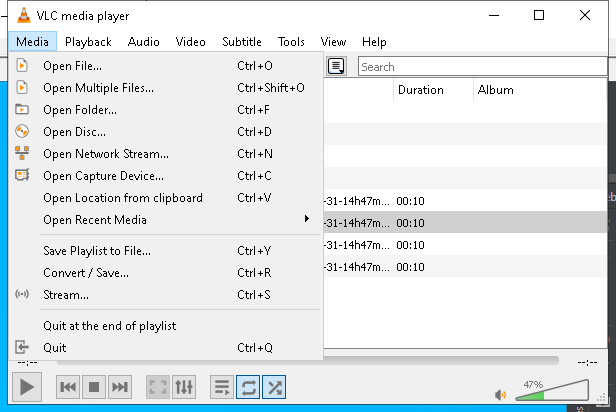 VLC media player
Media Playback Audio Video Subtitle Tools View Help
Open File... Ctrl+O
Open Multiple Files... Ctrl+Shift+O
Open Folder... Ctrl+F
Open Disc... Ctrl+D
Open Network Stream... Ctrl+N
Open Capture Device... Ctrl+C
Open Location from clipboard Ctrl+V
Open Recent Media
Save Playlist to File... Ctrl+Y
Convert / Save... Ctrl+R
Stream... Ctrl+S
Quit at the end of playlist
Quit Ctrl+Q
Search
Duration Album
-31-14h47m... 00:10
-31-14h47m... 00:10
-31-14h47m... 00:10
-31-14h47m... 00:10
--:-- --:--
47%